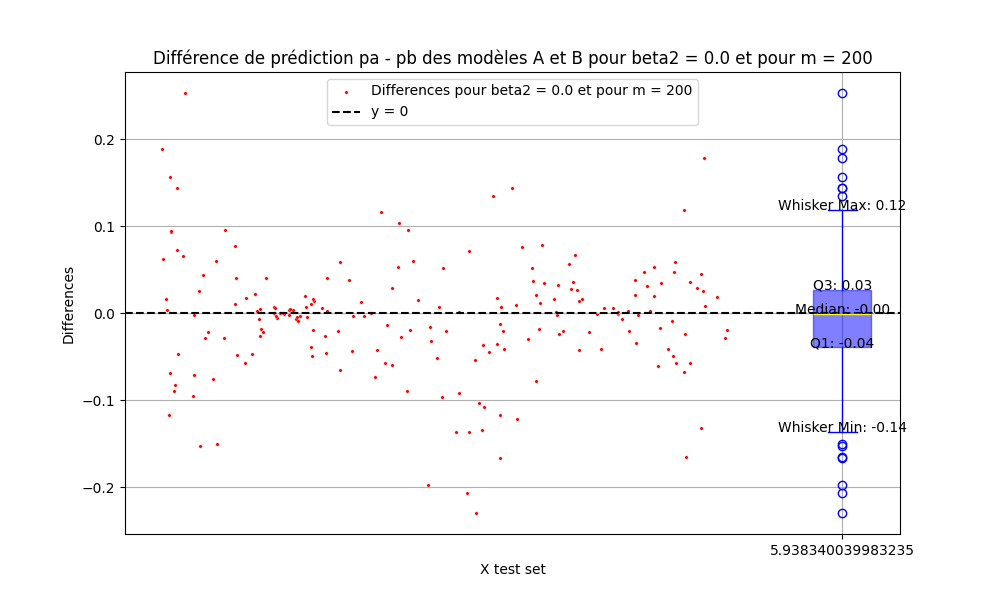 Différence de prédiction pa - pb des modèles A et B pour beta2 = 0.0 et pour m = 200
Differences pour beta2 = 0.0 et pour m = 200
y = 0
0.2
0.1
0.0
−0.1
−0.2
Differences
Whisker Max: 0.12
Q3: 0.03
Median: -0.00
Q1: -0.04
Whisker Min: -0.14
5.938340039983235
X test set